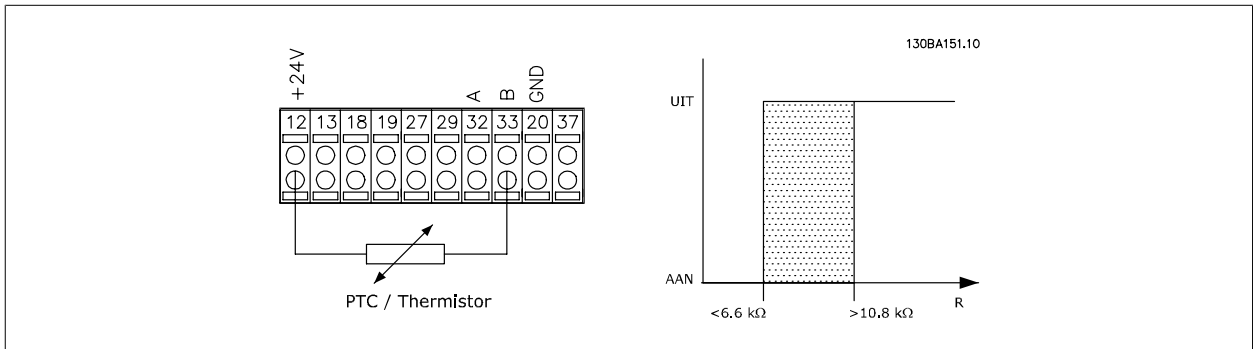 130BA151.10
+24V
A
B
GND
12 13 18 19 27 29 32 33 20 37
PTC / Thermistor
UIT
AAN
<6.6 kΩ
>10.8 kΩ
R